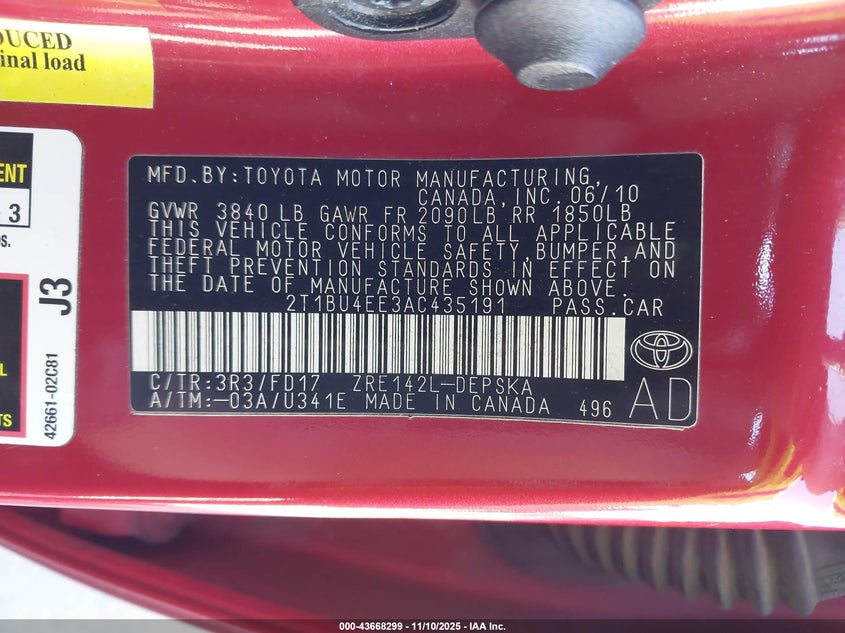 DUCED
inal load
ENT
3
OS.
TS
42661-02C81
J3
MFD.BY:TOYOTA MOTOR MANUFACTURING,
CANADA, INC. 06/10
GVWR 3840 LB GAWR FR 2090LB RR 1850LB
THIS VEHICLE CONFORMS TO ALL APPLICABLE
FEDERAL MOTOR VEHICLE SAFETY, BUMPER, AND
THEFT PREVENTION STANDARDS IN EFFECT ON
THE DATE OF MANUFACTURE SHOWN ABOVE.
2T1BU4EE3AC435191 PASS.CAR
C/TR:3R3/FD17 ZRE142L-DEPSKA
A/TM:-03A/U341E MADE IN CANADA 496
AD
000-43668299 - 11/10/2025 - IAA Inc.